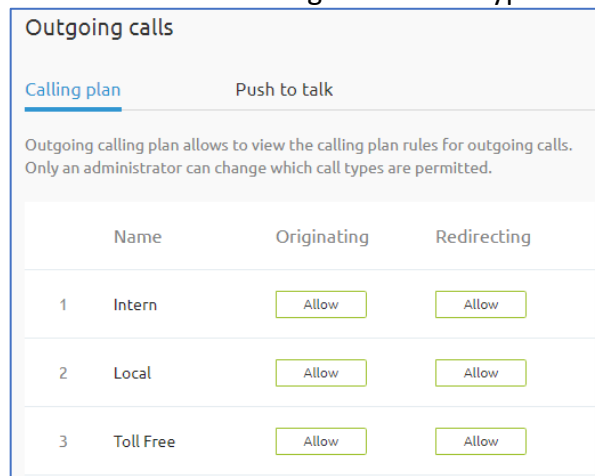 Outgoing calls
Calling plan Push to talk
Outgoing calling plan allows to view the calling plan rules for outgoing calls.
Only an administrator can change which call types are permitted.
Name Originating Redirecting
1 Intern Allow Allow
2 Local Allow Allow
3 Toll Free Allow Allow